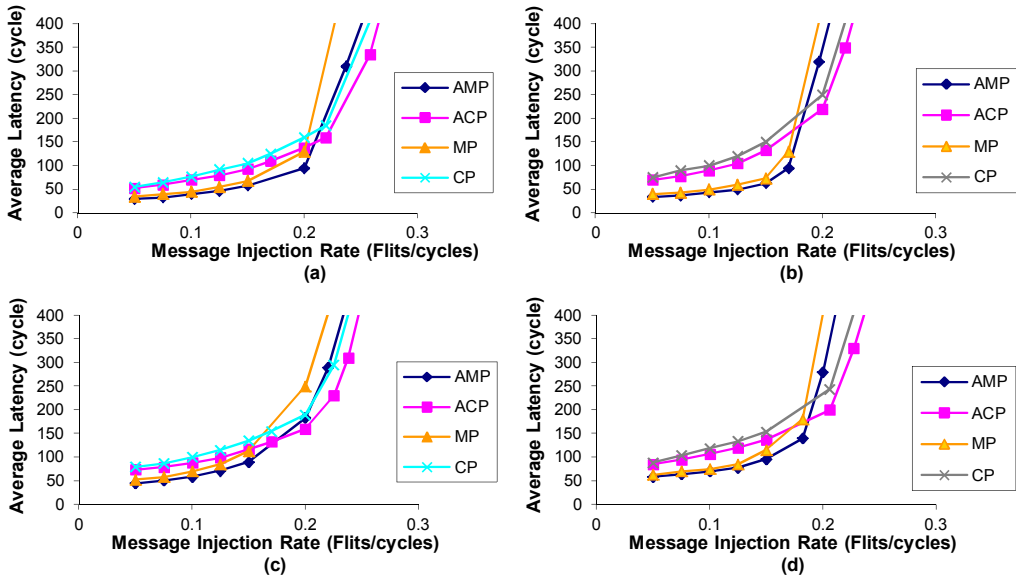 Average Latency (cycle)
400
350
300
250
200
150
100
50
0
0
0.1
0.2
0.3
Message Injection Rate (Flits/cycles)
(a)
AMP
ACP
MP
CP
Average Latency (cycle)
400
350
300
250
200
150
100
50
0
0
0.1
0.2
0.3
Message Injection Rate (Flits/cycles)
(b)
AMP
ACP
MP
CP
Average Latency (cycle)
400
350
300
250
200
150
100
50
0
0
0.1
0.2
0.3
Message Injection Rate (Flits/cycles)
(c)
AMP
ACP
MP
CP
Average Latency (cycle)
400
350
300
250
200
150
100
50
0
0
0.1
0.2
0.3
Message Injection Rate (Flits/cycles)
(d)
AMP
ACP
MP
CP